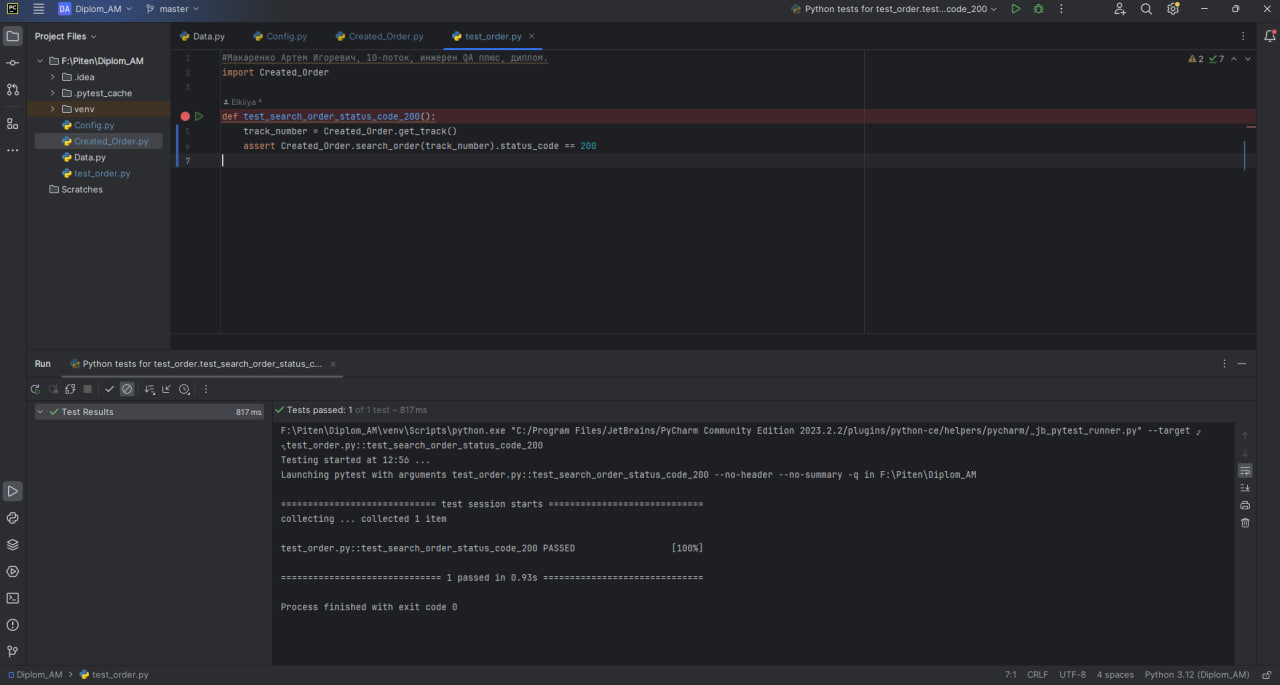 PC
DA Diplom_AM
master
Python tests for test_order.test...code_200
Project Files
F:\Piten\Diplom_AM
.idea
.pytest_cache
venv
Config.py
Created_Order.py
Data.py
test_order.py
Scratches
Data.py
Config.py
Created_Order.py
test_order.py
2 7
1 #Макаренко Артем Игоревич, 10-поток, инжерен QA плюс, диплом.
2 import Created_Order
3
Elkiiya *
def test_search_order_status_code_200():
5 track_number = Created_Order.get_track()
6 assert Created_Order.search_order(track_number).status_code == 200
7
Run
Python tests for test_order.test_search_order_status_c...
Test Results 817 ms
Tests passed: 1 of 1 test – 817 ms
F:\Piten\Diplom_AM\venv\Scripts\python.exe "C:/Program Files/JetBrains/PyCharm Community Edition 2023.2.2/plugins/python-ce/helpers/pycharm/_jb_pytest_runner.py" --target
test_order.py::test_search_order_status_code_200
Testing started at 12:56 ...
Launching pytest with arguments test_order.py::test_search_order_status_code_200 --no-header --no-summary -q in F:\Piten\Diplom_AM
============================= test session starts =============================
collecting ... collected 1 item
test_order.py::test_search_order_status_code_200 PASSED [100%]
============================== 1 passed in 0.93s ==============================
Process finished with exit code 0
Diplom_AM > test_order.py
7:1 CRLF UTF-8 4 spaces Python 3.12 (Diplom_AM)